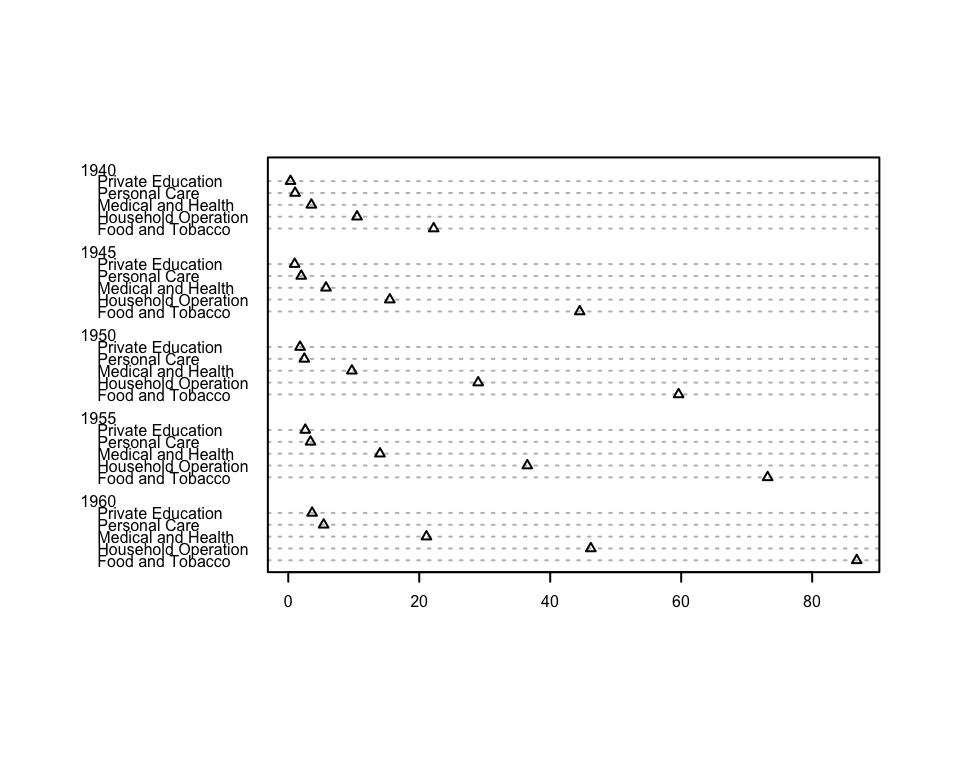 1940
Private Education
Personal Care
Medical and Health
Household Operation
Food and Tobacco
1945
Private Education
Personal Care
Medical and Health
Household Operation
Food and Tobacco
1950
Private Education
Personal Care
Medical and Health
Household Operation
Food and Tobacco
1955
Private Education
Personal Care
Medical and Health
Household Operation
Food and Tobacco
1960
Private Education
Personal Care
Medical and Health
Household Operation
Food and Tobacco
0 20 40 60 80